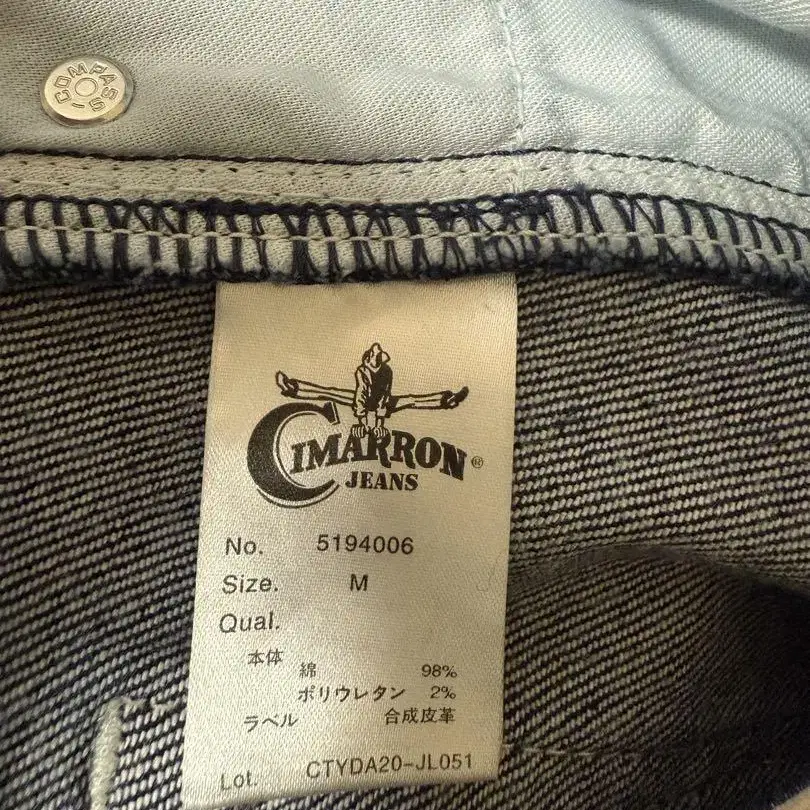 COMPASS
CIMARRON®
JEANS
No. 5194006
Size. M
Qual.
本体
綿 98%
ポリウレタン 2%
ラベル 合成皮革
Lot. CTYDA20-JL051